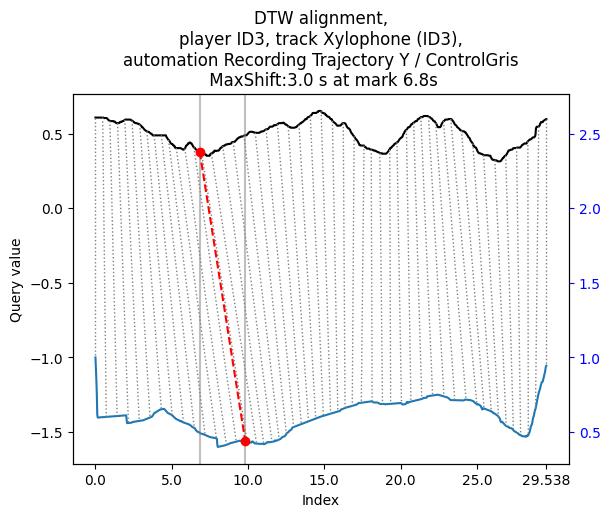 DTW alignment,
player ID3, track Xylophone (ID3),
automation Recording Trajectory Y / ControlGris
MaxShift:3.0 s at mark 6.8s
Query value
0.5
0.0
−0.5
−1.0
−1.5
2.5
2.0
1.5
1.0
0.5
0.0 5.0 10.0 15.0 20.0 25.0 29.538
Index